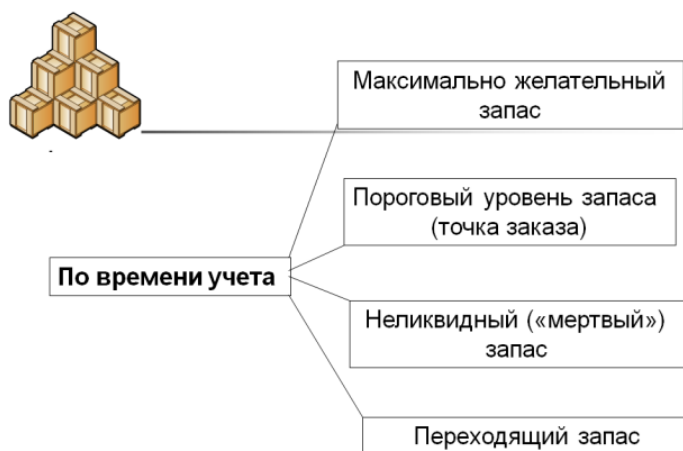 Максимально желательный
запас
Пороговый уровень запаса
(точка заказа)
По времени учета
Неликвидный («мертвый»)
запас
Переходящий запас